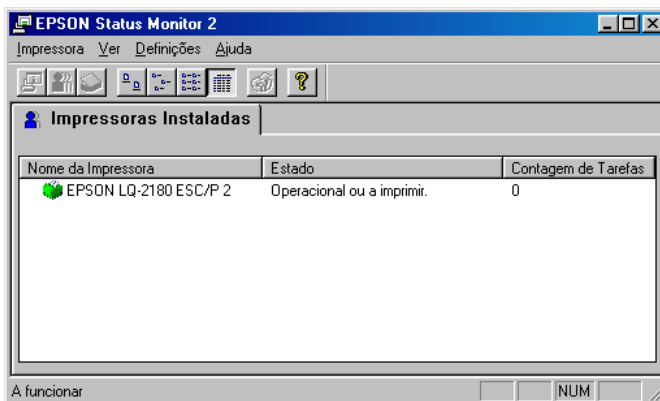 EPSON Status Monitor 2
Impressora Ver Definições Ajuda
Impressoras Instaladas
Nome da Impressora Estado Contagem de Tarefas
EPSON LQ-2180 ESC/P 2 Operacional ou a imprimir. 0
A funcionar NUM